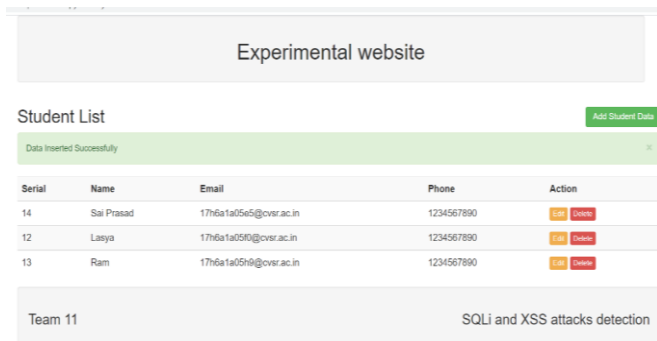 Experimental website
Student List
Add Student Data
Data Inserted Successfully ×
Serial Name Email Phone Action
14 Sai Prasad 17h6a1a05e5@cvsr.ac.in 1234567890 Edit Delete
12 Lasya 17h6a1a05f0@cvsr.ac.in 1234567890 Edit Delete
13 Ram 17h6a1a05h9@cvsr.ac.in 1234567890 Edit Delete
Team 11 SQLi and XSS attacks detection